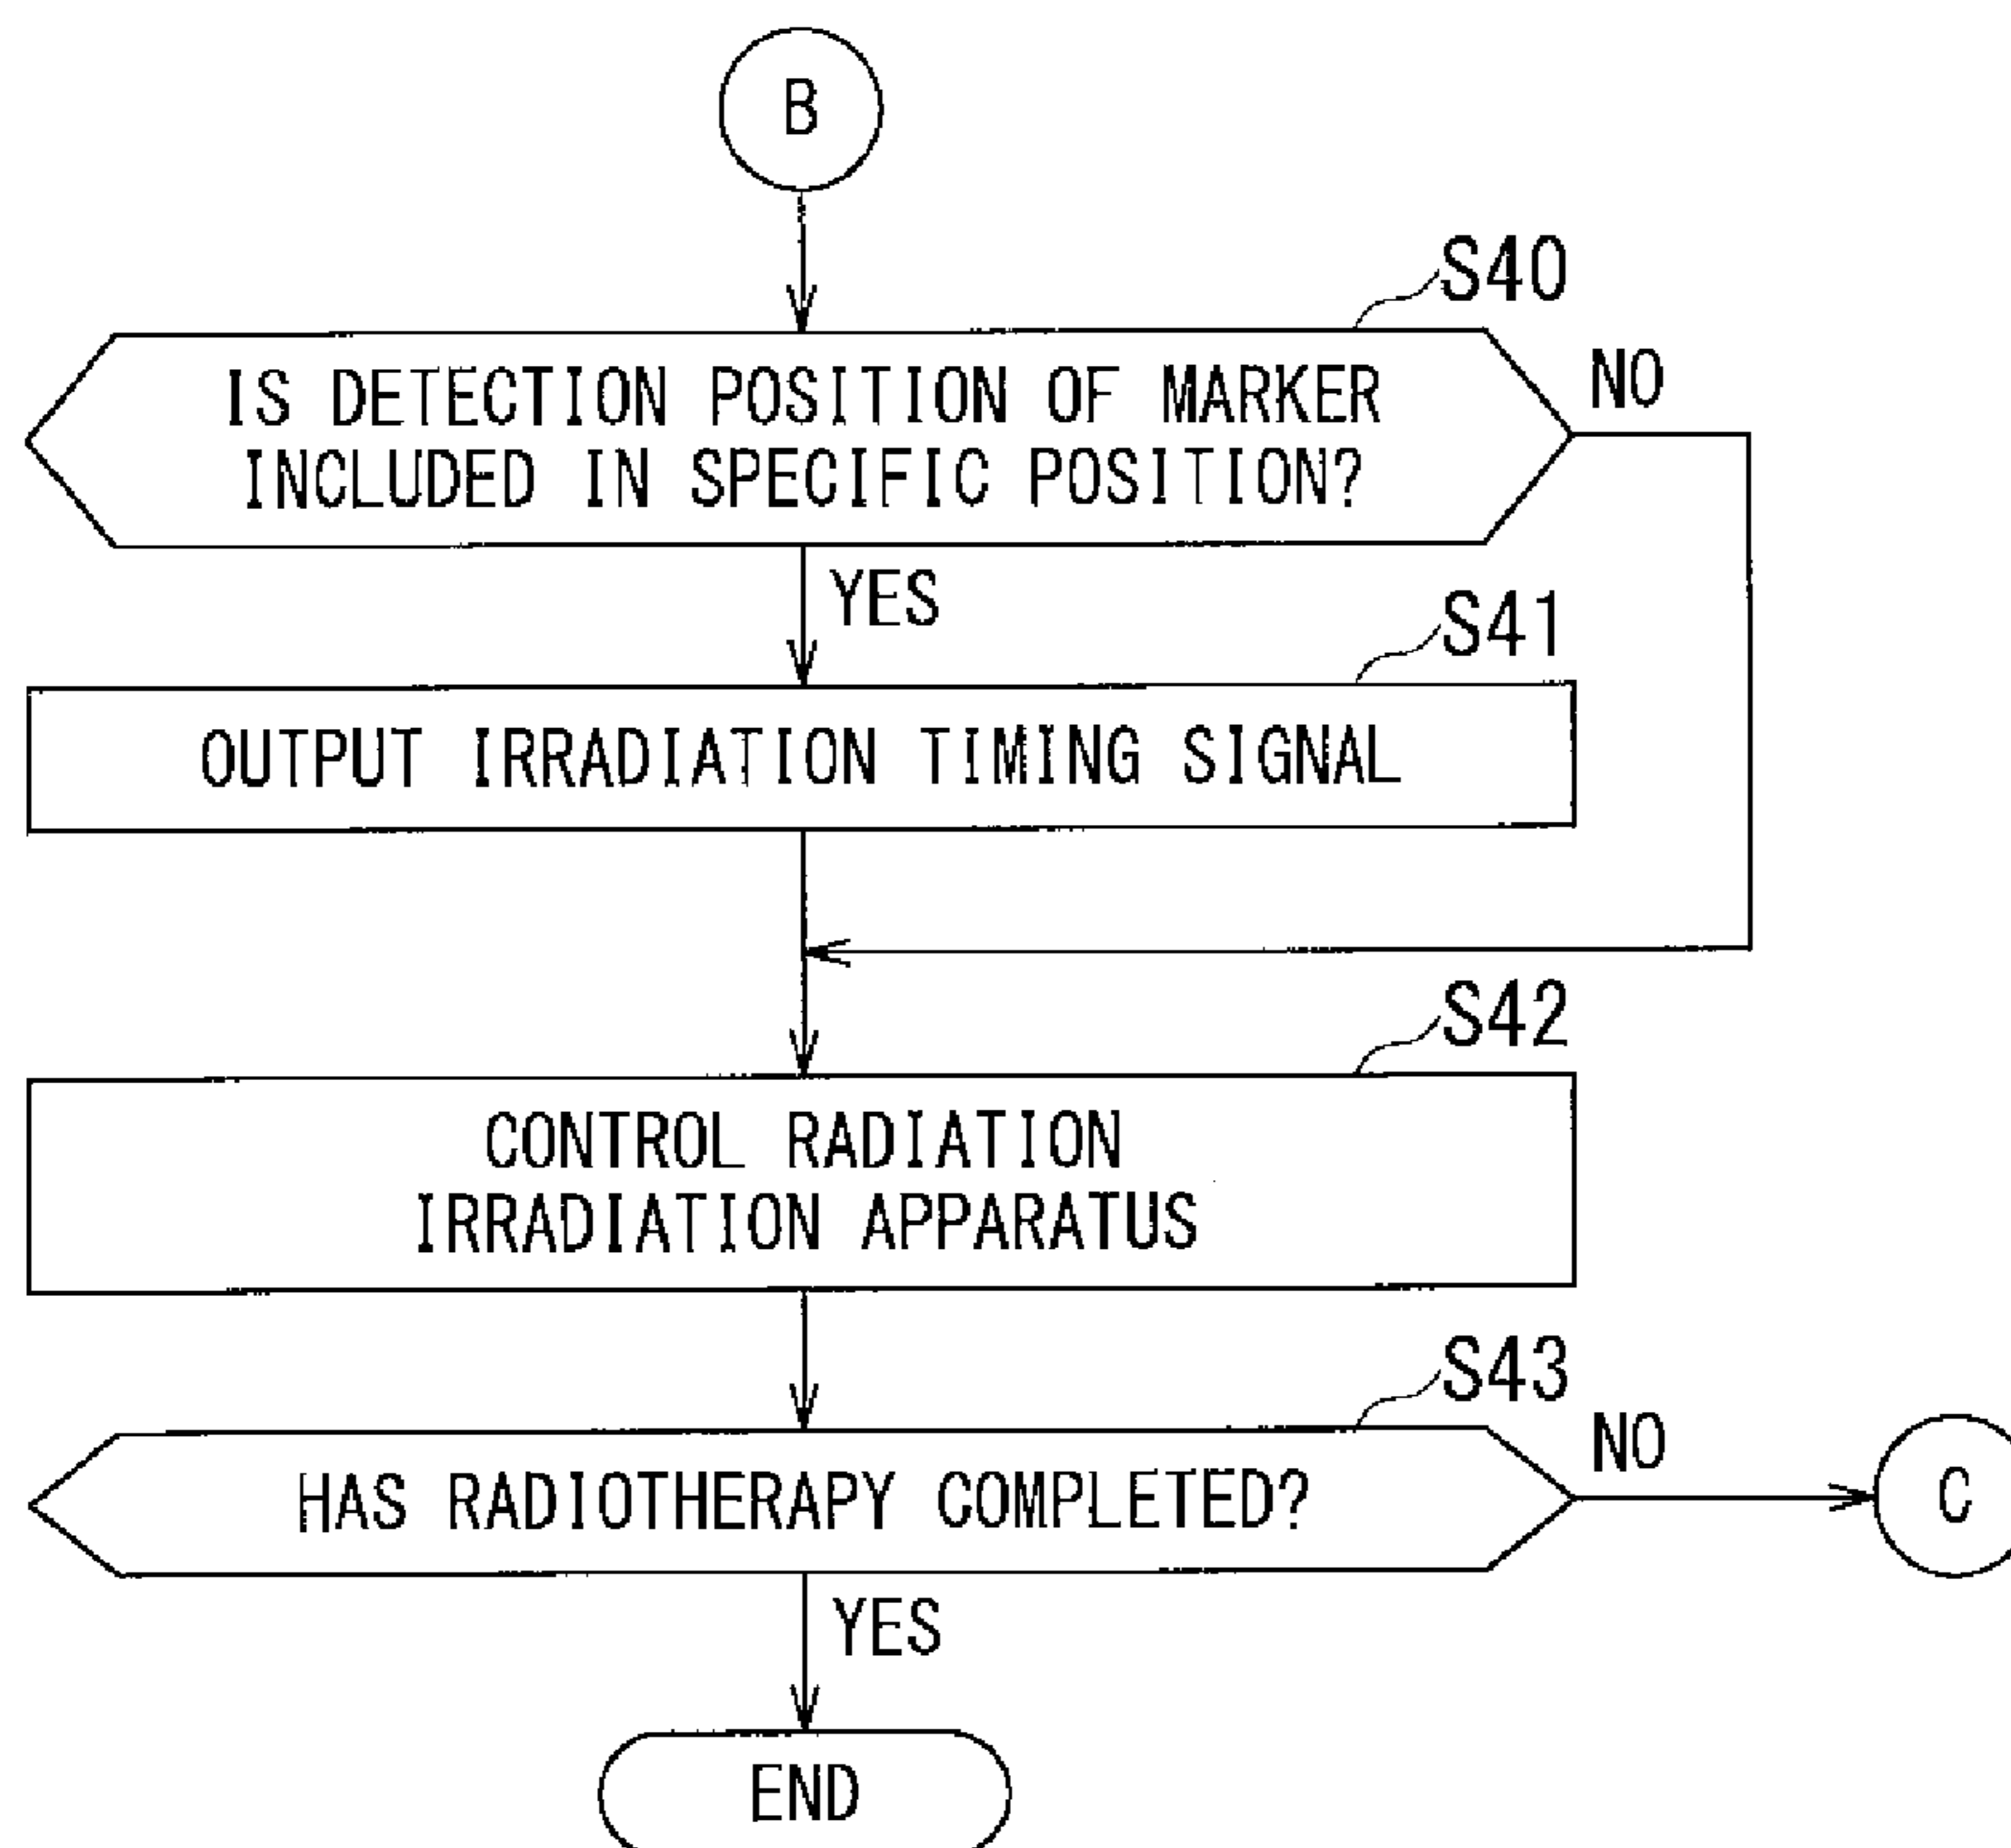 B
S40
IS DETECTION POSITION OF MARKER
INCLUDED IN SPECIFIC POSITION?
NO
YES
S41
OUTPUT IRRADIATION TIMING SIGNAL
S42
CONTROL RADIATION
IRRADIATION APPARATUS
S43
HAS RADIOTHERAPY COMPLETED?
NO
C
YES
END